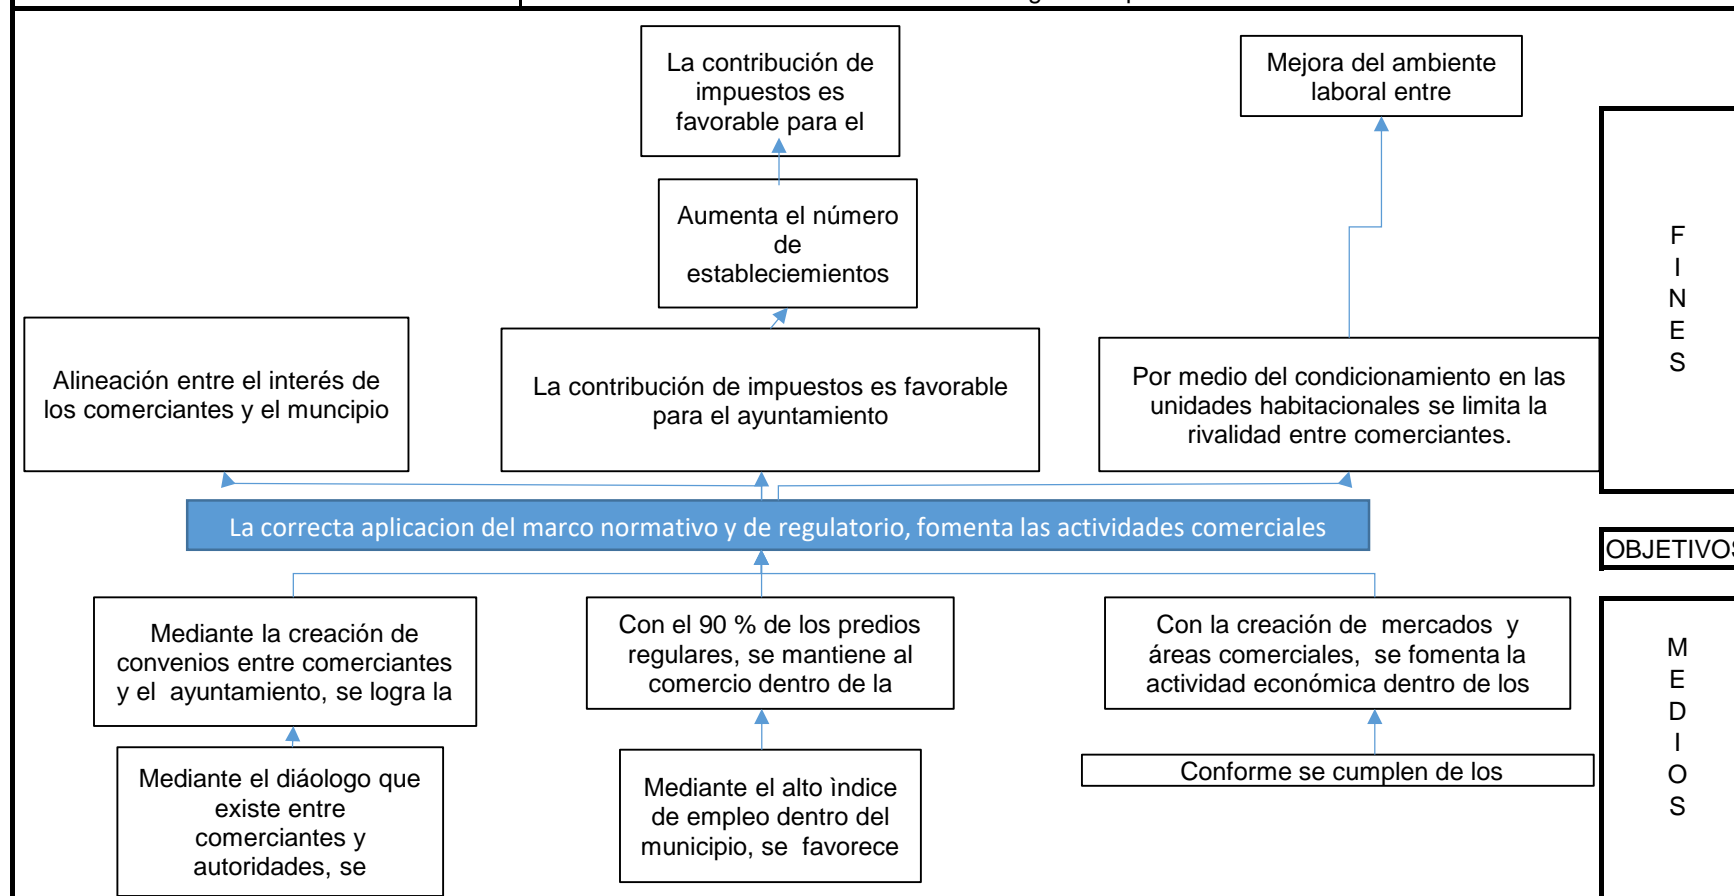 La contribución de
impuestos es
favorable para el
Mejora del ambiente
laboral entre
Aumenta el número
de
estableciemientos
Alineación entre el interés de
los comerciantes y el muncipio
La contribución de impuestos es favorable
para el ayuntamiento
Por medio del condicionamiento en las
unidades habitacionales se limita la
rivalidad entre comerciantes.
F
I
N
E
S
La correcta aplicacion del marco normativo y de regulatorio, fomenta las actividades comerciales
OBJETIVOS
Mediante la creación de
convenios entre comerciantes
y el ayuntamiento, se logra la
Con el 90 % de los predios
regulares, se mantiene al
comercio dentro de la
Con la creación de mercados y
áreas comerciales, se fomenta la
actividad económica dentro de los
Mediante el diáologo que
existe entre
comerciantes y
autoridades, se
Mediante el alto ìndice
de empleo dentro del
municipio, se favorece
Conforme se cumplen de los
M
E
D
I
O
S